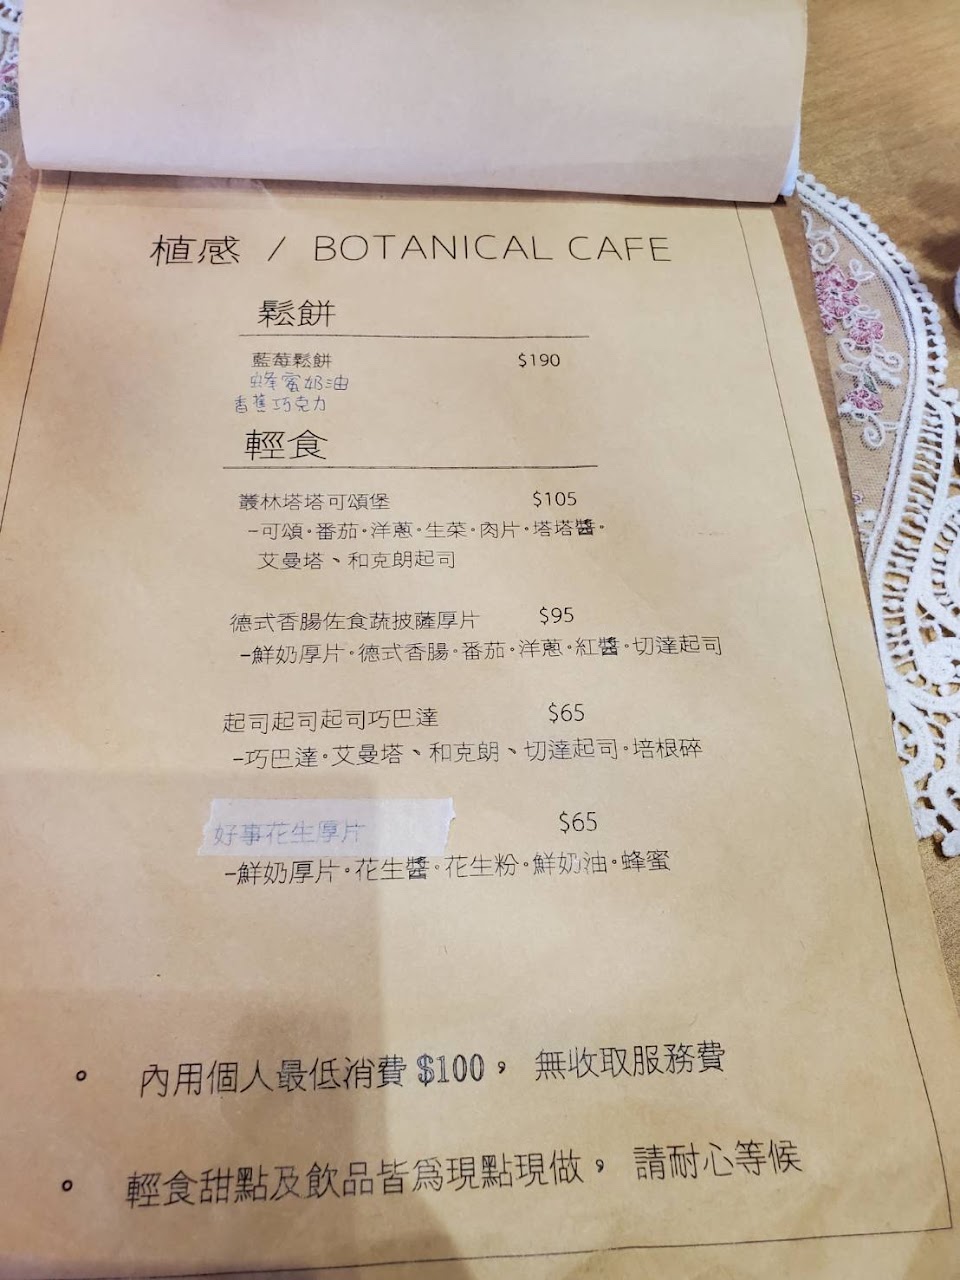 植感 / BOTANICAL CAFE
鬆餅
藍莓鬆餅 $190
蜂蜜奶油
香蕉巧克力
輕食
叢林塔塔可頌堡 $105
-可頌。番茄。洋蔥。生菜。肉片。塔塔醬。
艾曼塔、和克朗起司
德式香腸佐食蔬披薩厚片 $95
-鮮奶厚片。德式香腸。番茄。洋蔥。紅醬。切達起司
起司起司起司巧巴達 $65
-巧巴達。艾曼塔、和克朗、切達起司。培根碎
好事花生厚片 $65
-鮮奶厚片。花生醬。花生粉。鮮奶油。蜂蜜
。 內用個人最低消費$100， 無收取服務費
。 輕食甜點及飲品皆為現點現做， 請耐心等候